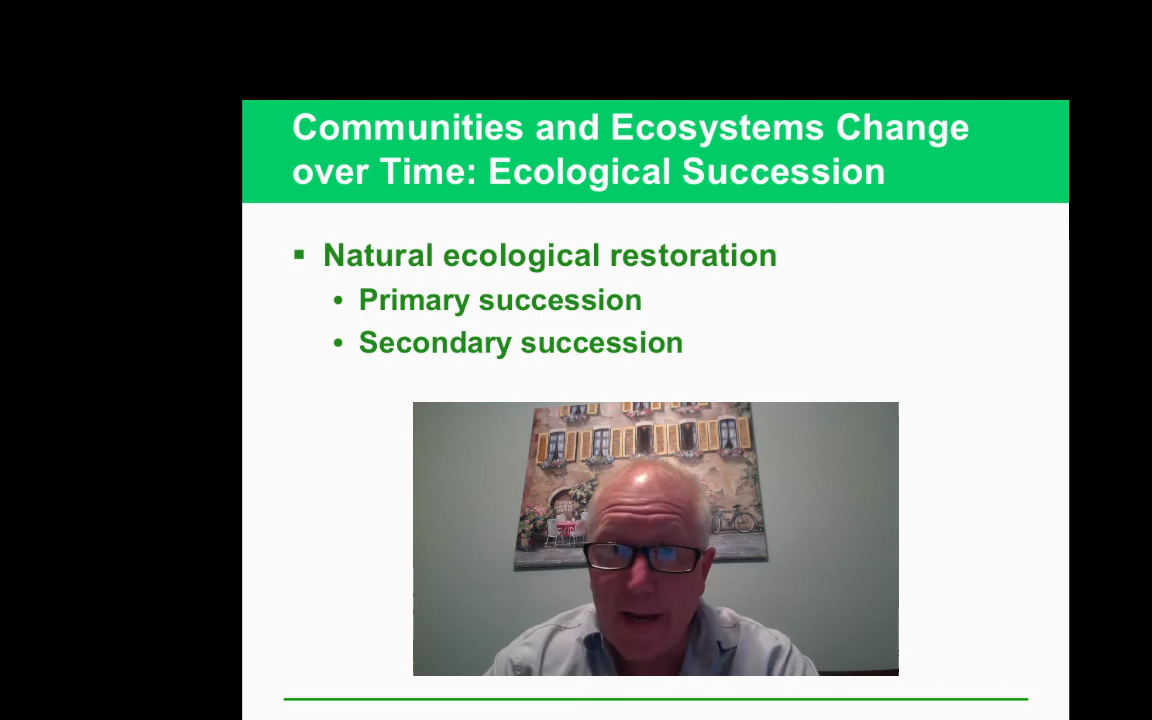 Communities and Ecosystems Change
over Time: Ecological Succession
▪ Natural ecological restoration
• Primary succession
• Secondary succession